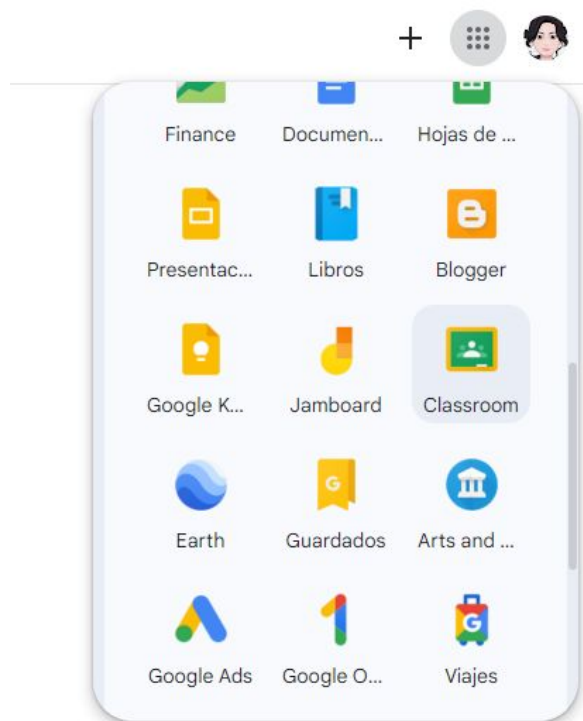 Finance Documen... Hojas de ...
Presentac... Libros Blogger
Google K... Jamboard Classroom
Earth Guardados Arts and ...
Google Ads Google O... Viajes